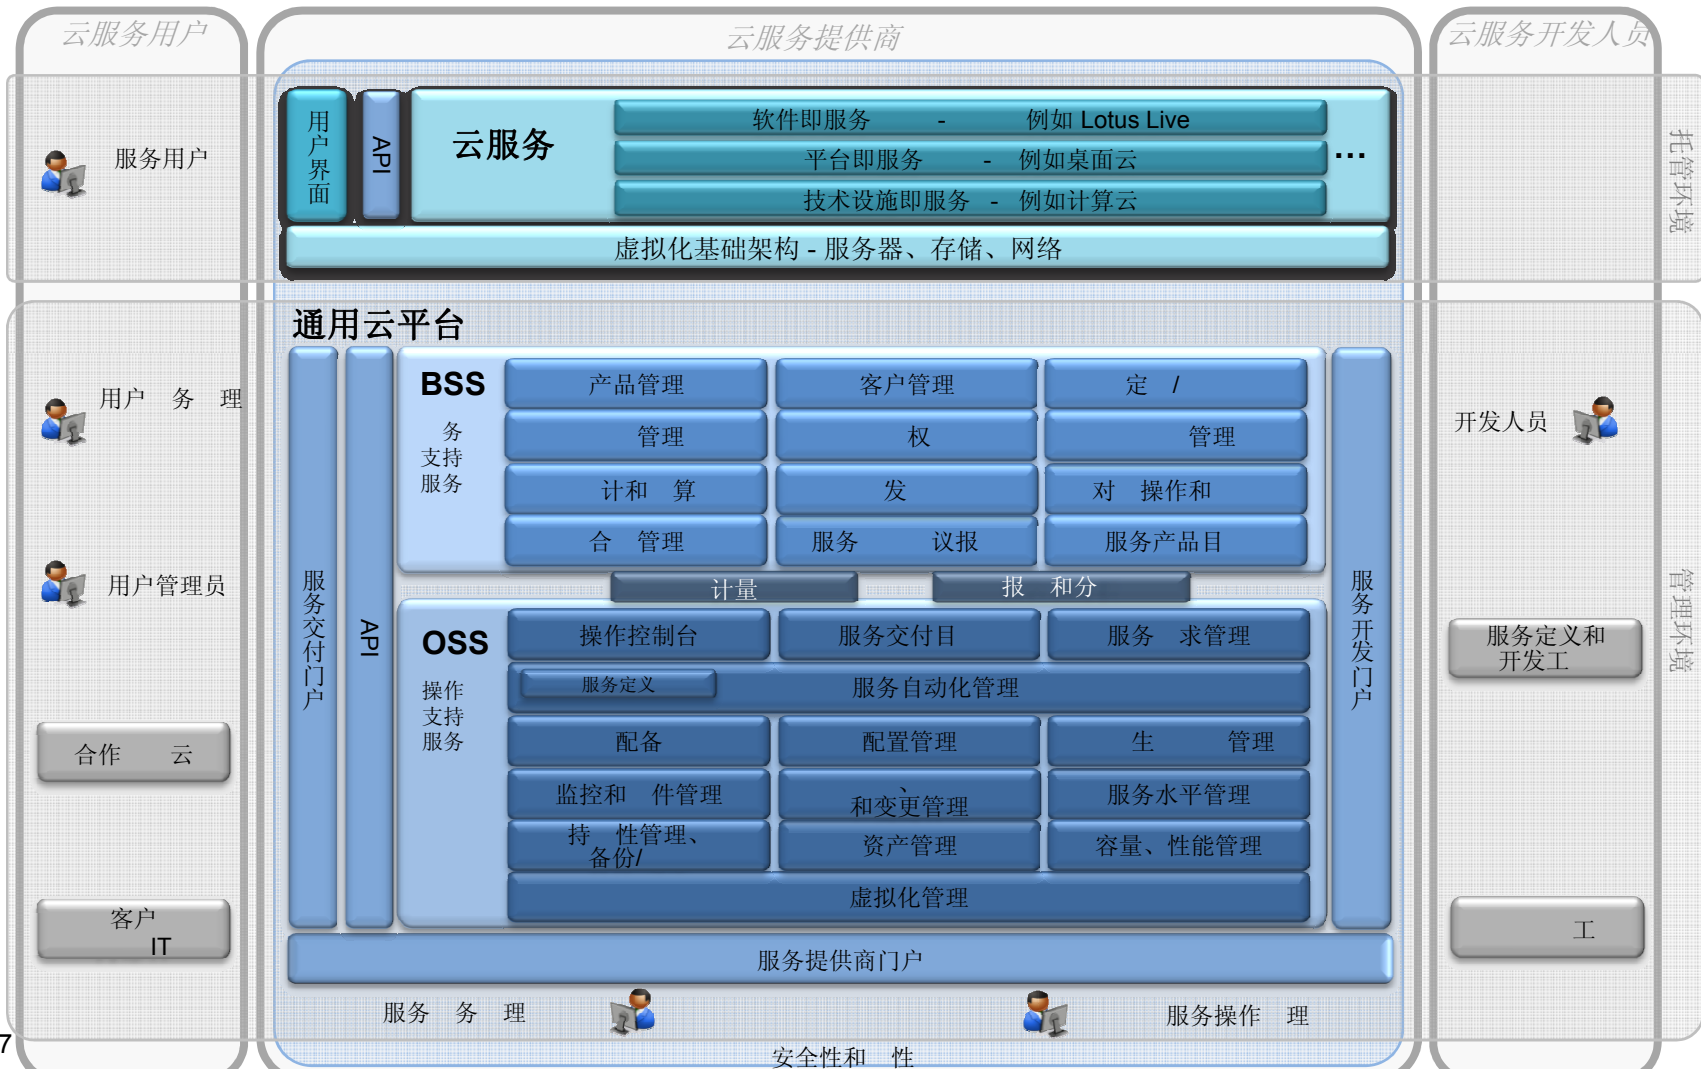 云服务用户
云服务提供商
云服务开发人员
服务用户
用户界面
API
云服务
软件即服务 - 例如 Lotus Live
平台即服务 - 例如桌面云
技术设施即服务 - 例如计算云
...
虚拟化基础架构 - 服务器、存储、网络
托管环境
通用云平台
用户 务 理
用户管理员
合作 云
客户
IT
服务交付门户
API
BSS
务
支持
服务
产品管理
客户管理
定 /
管理
权
管理
计和 算
发
对 操作和
合 管理
服务 议报
服务产品目
计量
报 和分
OSS
操作
支持
服务
操作控制台
服务交付目
服务 求管理
服务定义
服务自动化管理
配备
配置管理
生 管理
监控和 件管理
、
和变更管理
服务水平管理
持 性管理、
备份/
资产管理
容量、性能管理
虚拟化管理
服务开发门户
服务提供商门户
服务 务 理
服务操作 理
安全性和 性
开发人员
服务定义和
开发工
工
管理环境
7